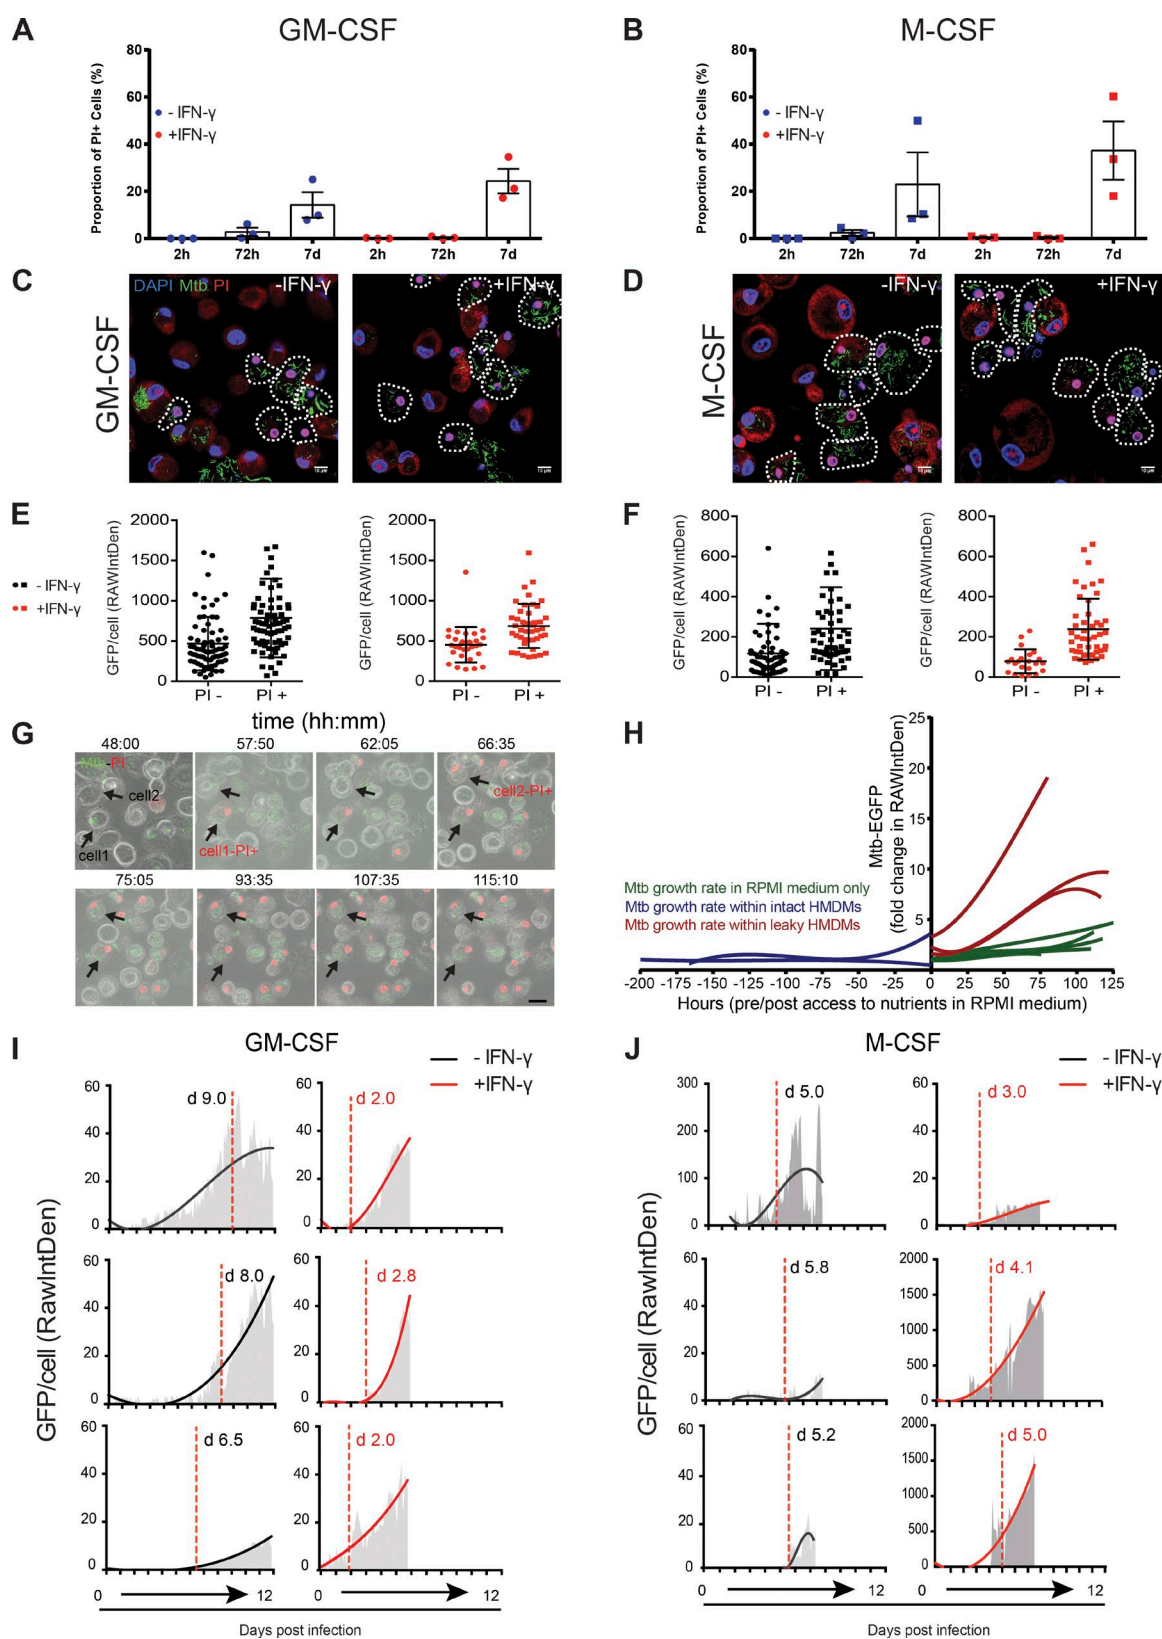 A
GM-CSF
Proportion of PI+ Cells (%)
80
60
40
20
0
- IFN-γ
+IFN-γ
2h 72h 7d 2h 72h 7d
B
M-CSF
Proportion of PI+ Cells (%)
80
60
40
20
0
- IFN-γ
+IFN-γ
2h 72h 7d 2h 72h 7d
C
GM-CSF
DAPI Mtb PI
-IFN-γ
10 μm
+IFN-γ
10 μm
D
M-CSF
-IFN-γ
10 μm
+IFN-γ
10 μm
E
- IFN-γ
+IFN-γ
GFP/cell (RAWIntDen)
2000
1500
1000
500
0
PI - PI +
GFP/cell (RAWIntDen)
2000
1500
1000
500
0
PI - PI +
F
GFP/cell (RAWIntDen)
800
600
400
200
0
PI - PI +
GFP/cell (RAWIntDen)
800
600
400
200
0
PI - PI +
G
time (hh:mm)
48:00 57:50 62:05 66:35
Mtb-PI
cell2
cell1
cell1-PI+
cell2-PI+
75:05 93:35 107:35 115:10
H
Mtb-EGFP
(fold change in RAWIntDen)
25
20
15
10
5
Mtb growth rate in RPMI medium only
Mtb growth rate within intact HMDMs
Mtb growth rate within leaky HMDMs
-200 -175 -150 -125 -100 -75 -50 -25 0 25 50 75 100 125
Hours (pre/post access to nutrients in RPMI medium)
I
GM-CSF
- IFN-γ
+IFN-γ
GFP/cell (RawIntDen)
60
40
20
0
d 9.0
60
40
20
0
d 2.0
60
40
20
0
d 8.0
60
40
20
0
d 2.8
60
40
20
0
d 6.5
60
40
20
0
d 2.0
0 12 0 12
Days post infection
J
M-CSF
- IFN-γ
+IFN-γ
GFP/cell (RawIntDen)
300
200
100
0
d 5.0
60
40
20
0
d 3.0
60
40
20
0
d 5.8
2000
1500
1000
500
0
d 4.1
60
40
20
0
d 5.2
2000
1500
1000
500
0
d 5.0
0 12 0 12
Days post infection